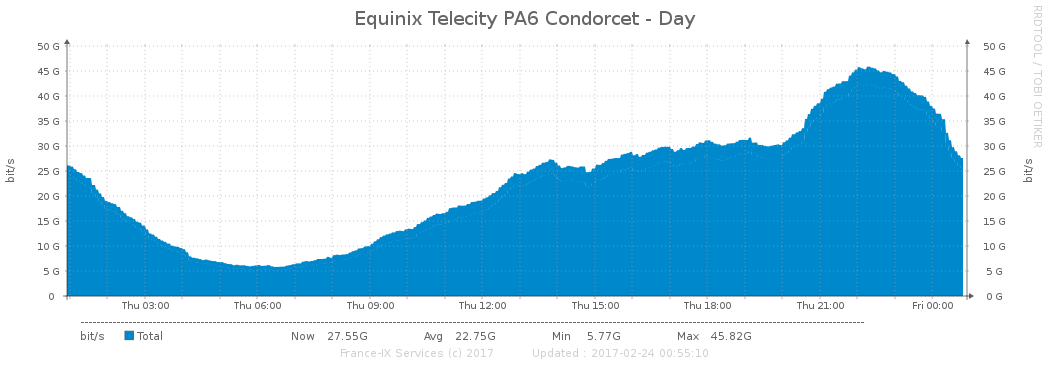 Equinix Telecity PA6 Condorcet - Day
RRDTOOL / TOBI OETIKER
bit/s
50 G
45 G
40 G
35 G
30 G
25 G
20 G
15 G
10 G
5 G
0
50 G
45 G
40 G
35 G
30 G
25 G
20 G
15 G
10 G
5 G
0 G
bit/s
Thu 03:00 Thu 06:00 Thu 09:00 Thu 12:00 Thu 15:00 Thu 18:00 Thu 21:00 Fri 00:00
bit/s Total Now 27.55G Avg 22.75G Min 5.77G Max 45.82G
France-IX Services (c) 2017 Updated : 2017-02-24 00:55:10